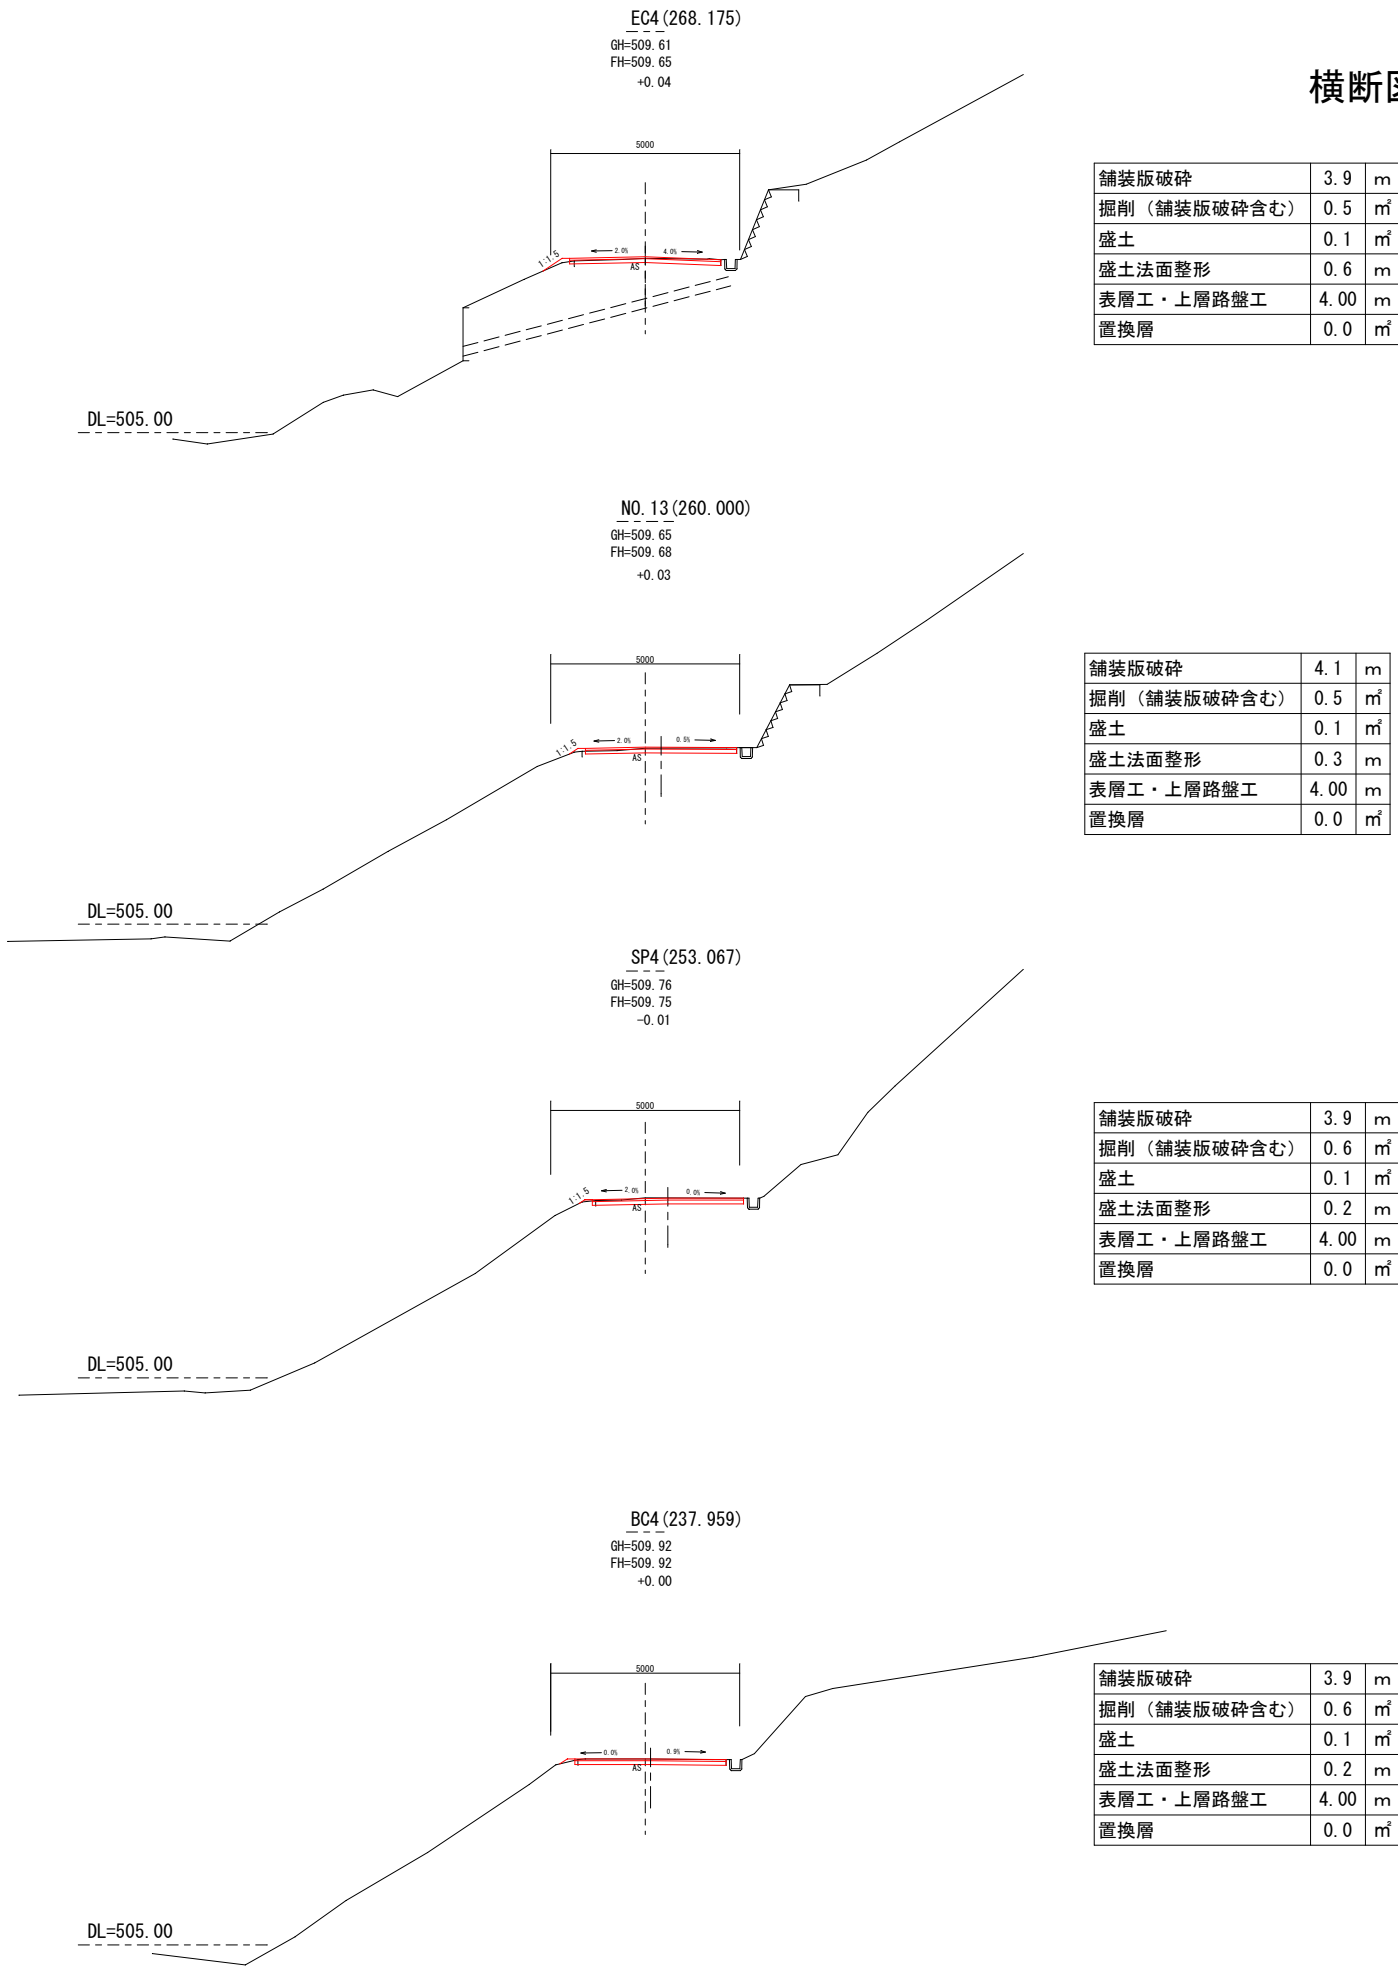 EC4(268.175)
GH=509.61
FH=509.65
+0.04
横断
5000
1:1.5
2.0%
4.0%
AS
DL=505.00
舗装版破砕 3.9 m
掘削（舗装版破砕含む） 0.5 ㎡
盛土 0.1 ㎡
盛土法面整形 0.6 m
表層工・上層路盤工 4.00 m
置換層 0.0 ㎡
NO.13(260.000)
GH=509.65
FH=509.68
+0.03
5000
1:1.5
2.0%
0.5%
AS
DL=505.00
舗装版破砕 4.1 m
掘削（舗装版破砕含む） 0.5 ㎡
盛土 0.1 ㎡
盛土法面整形 0.3 m
表層工・上層路盤工 4.00 m
置換層 0.0 ㎡
SP4(253.067)
GH=509.76
FH=509.75
-0.01
5000
1:1.5
2.0%
0.0%
AS
DL=505.00
舗装版破砕 3.9 m
掘削（舗装版破砕含む） 0.6 ㎡
盛土 0.1 ㎡
盛土法面整形 0.2 m
表層工・上層路盤工 4.00 m
置換層 0.0 ㎡
BC4(237.959)
GH=509.92
FH=509.92
+0.00
5000
0.0%
0.9%
AS
DL=505.00
舗装版破砕 3.9 m
掘削（舗装版破砕含む） 0.6 ㎡
盛土 0.1 ㎡
盛土法面整形 0.2 m
表層工・上層路盤工 4.00 m
置換層 0.0 ㎡